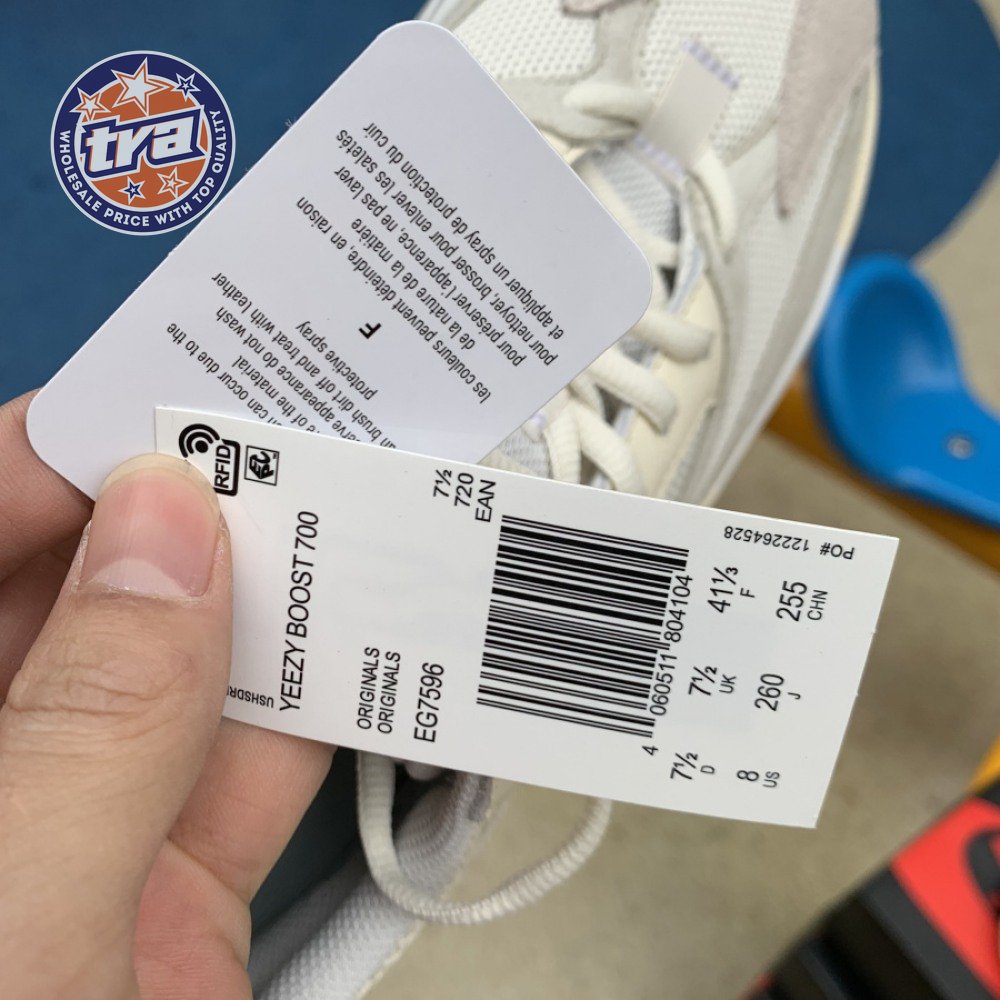 tra
WHOLESALE PRICE WITH TOP QUALITY
les couleurs peuvent déteindre, en raison
de la nature de la matière
pour préserver l'apparence, ne pas laver
pour nettoyer, brosser pour enlever les saletés
et appliquer un spray de protection du cuir
F
can occur due to the
of the material
appearance do not wash
brush dirt off and treat with leather
protective spray
RFID
EPC
USHSDR
YEEZY BOOST 700
ORIGINALS
ORIGINALS
EG7596
7½
720
EAN
4 060511 804104
7½ D
7½ UK
41⅓ F
8 US
260 J
255 CHN
PO# 122264528